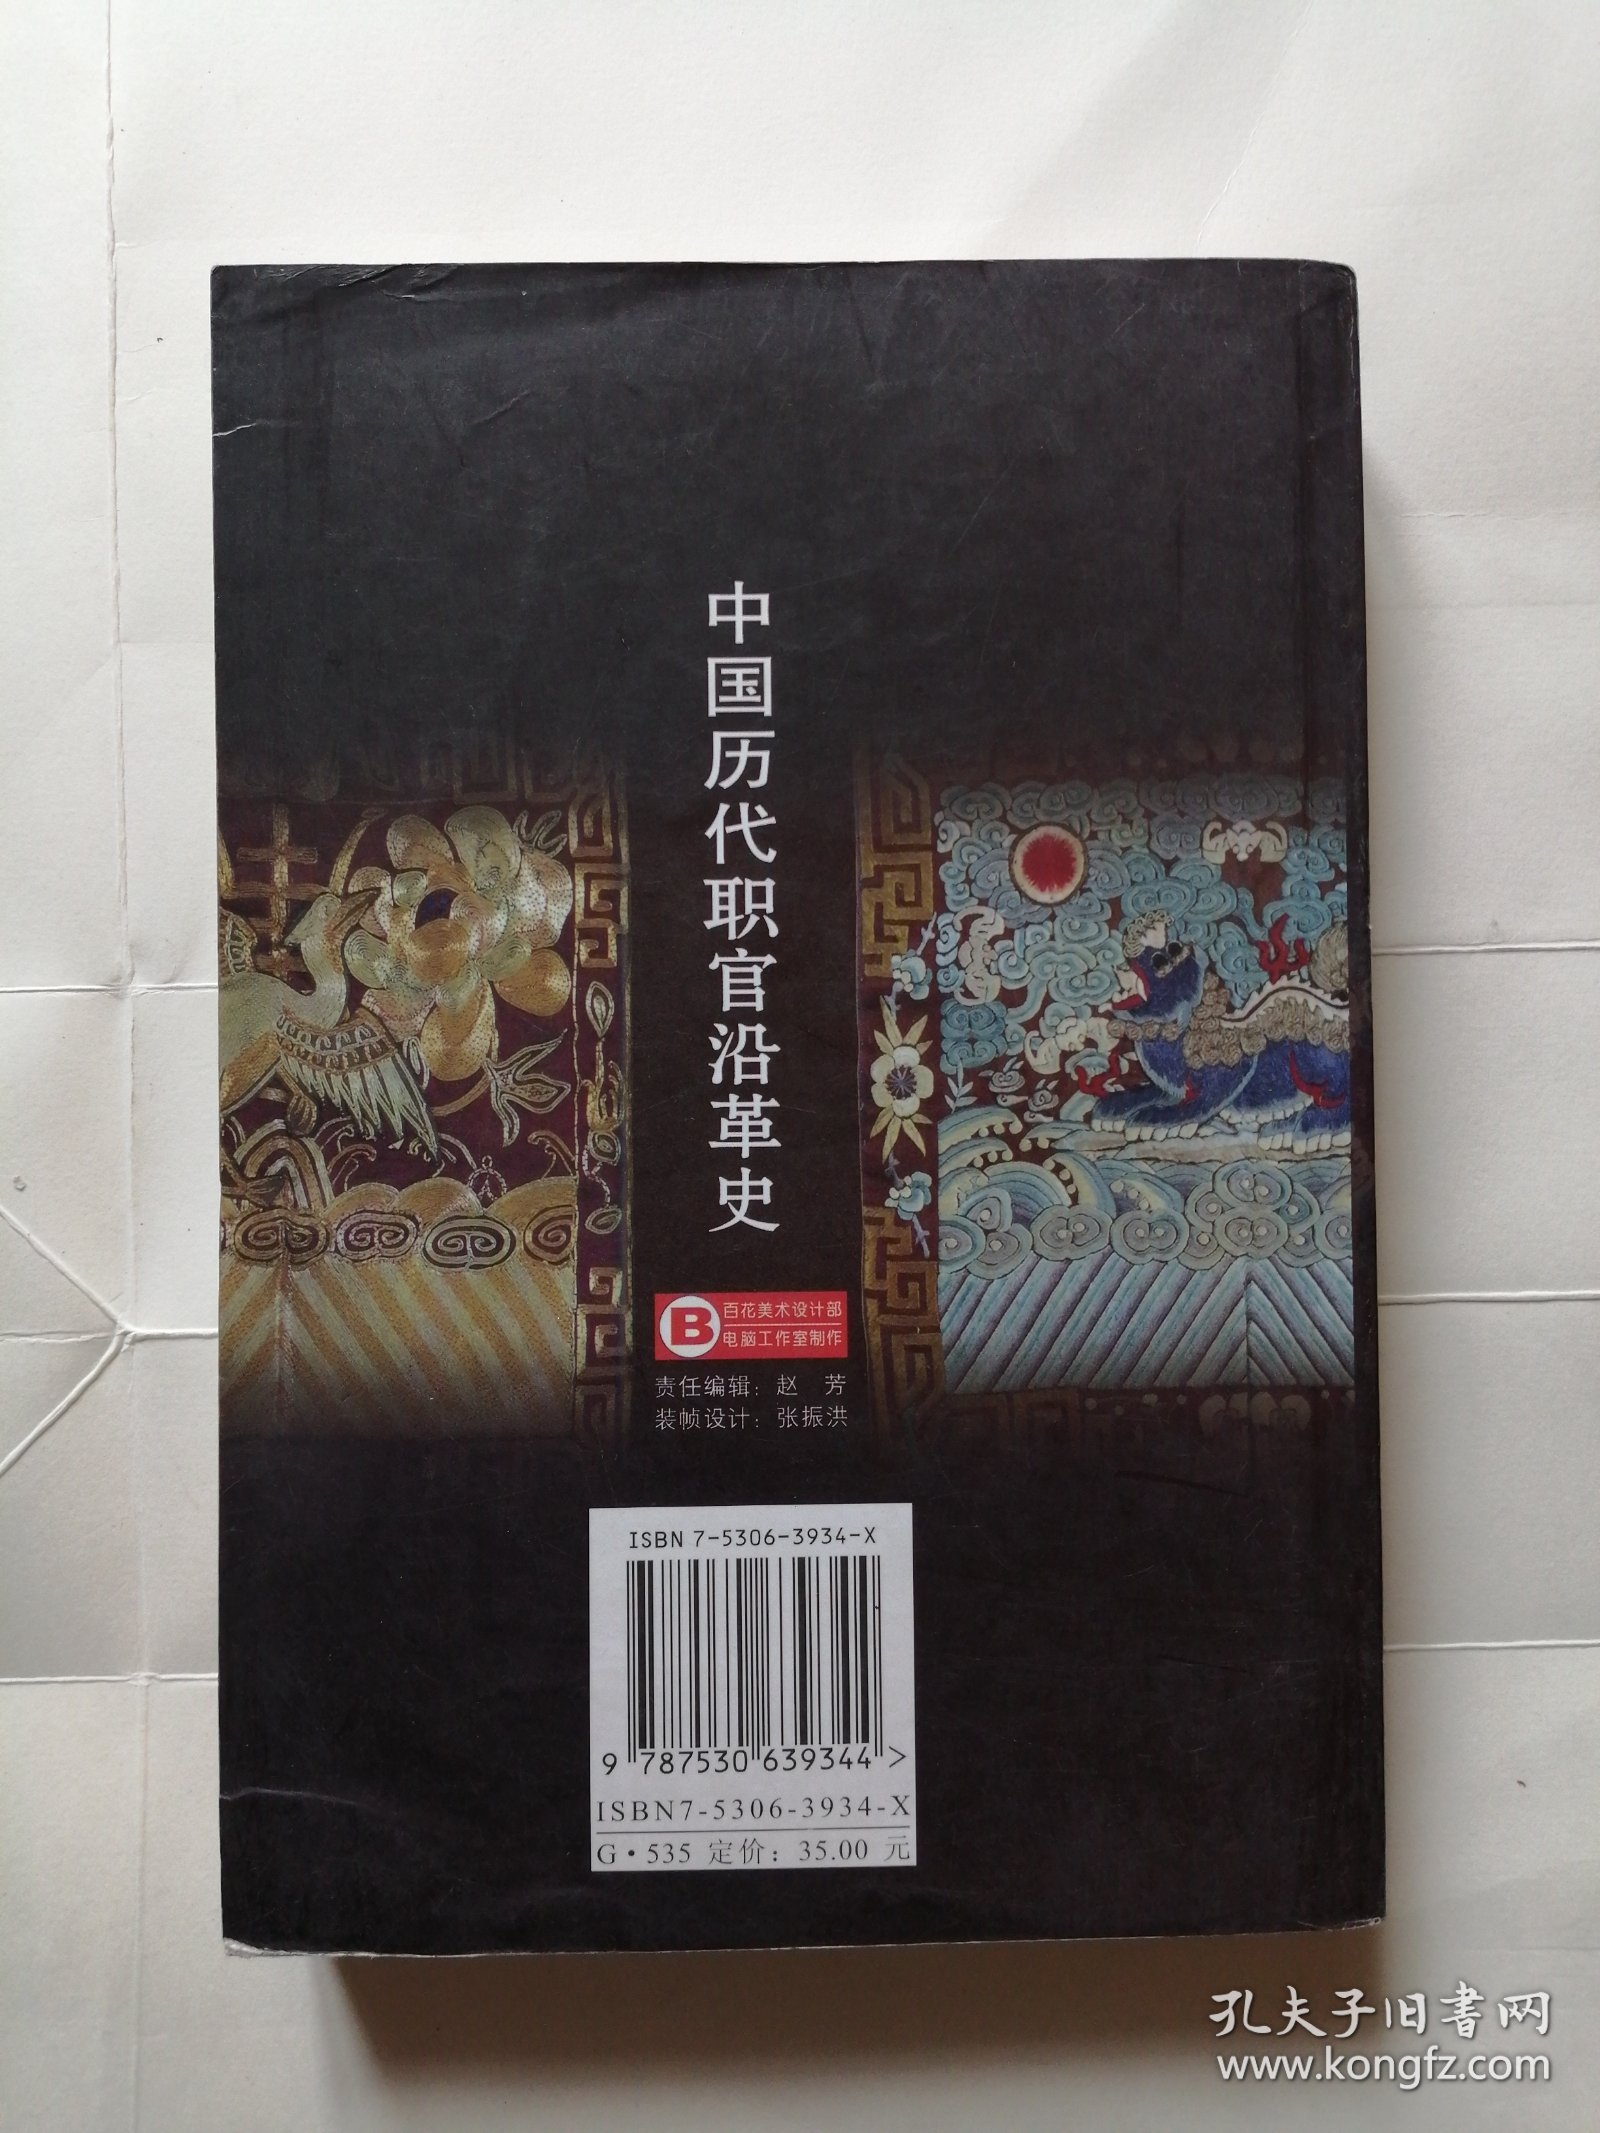 中国历代职官沿革史
B
百花美术设计部
电脑工作室制作
责任编辑：赵 芳
装帧设计：张振洪
ISBN 7-5306-3934-X
9 787530 639344 >
ISBN7-5306-3934-X
G·535 定价：35.00 元
孔夫子旧书网
www.kongfz.com